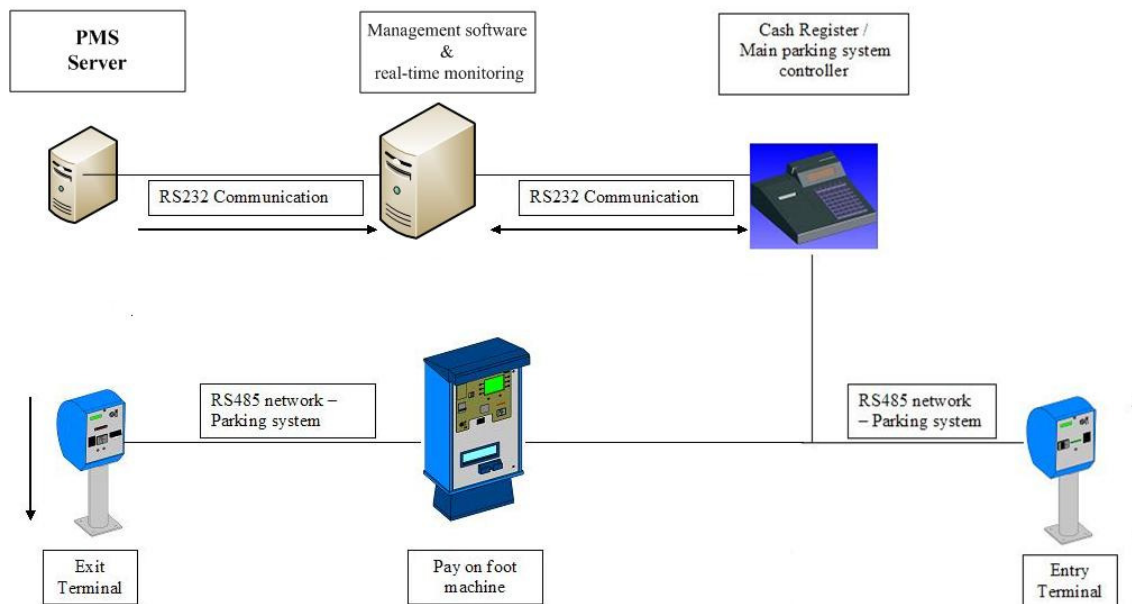 PMS
Server
Management software
&
real-time monitoring
Cash Register /
Main parking system
controller
RS232 Communication
RS232 Communication
RS485 network –
Parking system
RS485 network
– Parking system
Exit
Terminal
Pay on foot
machine
Entry
Terminal